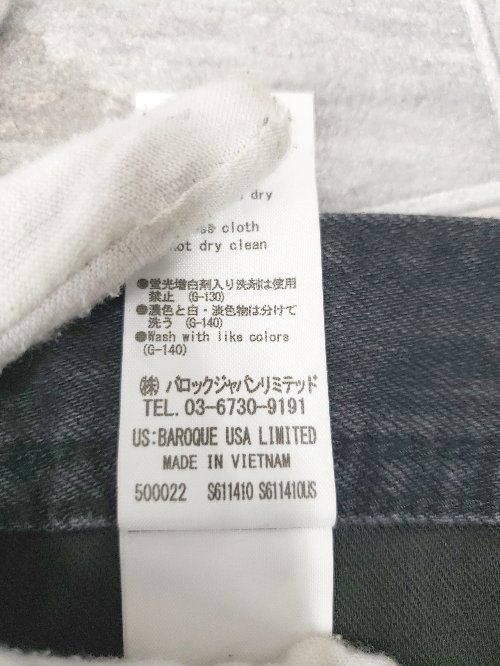 dry
cloth
not dry clean
●蛍光増白剤入り洗剤は使用
禁止 (G-130)
●濃色と白・淡色物は分けて
洗う (G-140)
●Wash with like colors
(G-140)
㈱ バロックジャパンリミテッド
TEL. 03-6730-9191
US:BAROQUE USA LIMITED
MADE IN VIETNAM
500022 S611410 S611410US